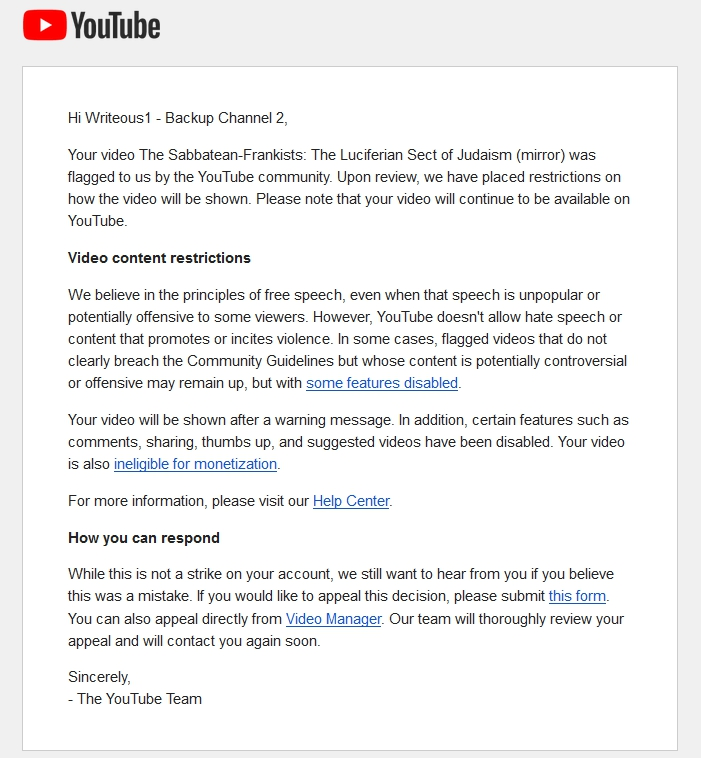 YouTube
Hi Writeous1 - Backup Channel 2,
Your video The Sabbatean-Frankists: The Luciferian Sect of Judaism (mirror) was
flagged to us by the YouTube community. Upon review, we have placed restrictions on
how the video will be shown. Please note that your video will continue to be available on
YouTube.
Video content restrictions
We believe in the principles of free speech, even when that speech is unpopular or
potentially offensive to some viewers. However, YouTube doesn't allow hate speech or
content that promotes or incites violence. In some cases, flagged videos that do not
clearly breach the Community Guidelines but whose content is potentially controversial
or offensive may remain up, but with some features disabled.
Your video will be shown after a warning message. In addition, certain features such as
comments, sharing, thumbs up, and suggested videos have been disabled. Your video
is also ineligible for monetization.
For more information, please visit our Help Center.
How you can respond
While this is not a strike on your account, we still want to hear from you if you believe
this was a mistake. If you would like to appeal this decision, please submit this form.
You can also appeal directly from Video Manager. Our team will thoroughly review your
appeal and will contact you again soon.
Sincerely,
- The YouTube Team